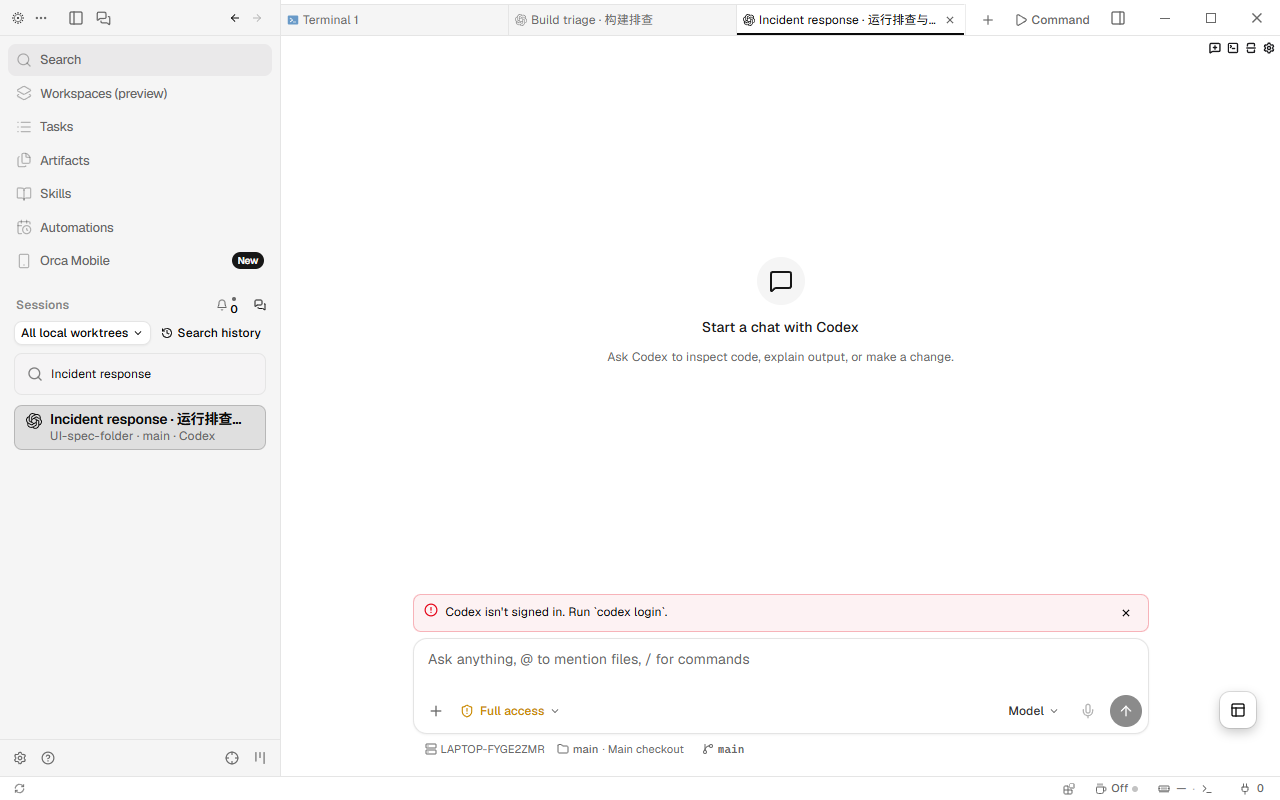 Terminal 1
Build triage · 构建排查
Incident response · 运行排查与...
Command
Search
Workspaces (preview)
Tasks
Artifacts
Skills
Automations
Orca Mobile
New
Sessions
0
All local worktrees
Search history
Incident response
Incident response · 运行排查...
UI-spec-folder · main · Codex
Start a chat with Codex
Ask Codex to inspect code, explain output, or make a change.
Codex isn't signed in. Run `codex login`.
Ask anything, @ to mention files, / for commands
Full access
Model
LAPTOP-FYGE2ZMR
main · Main checkout
main
Off
— ·
0